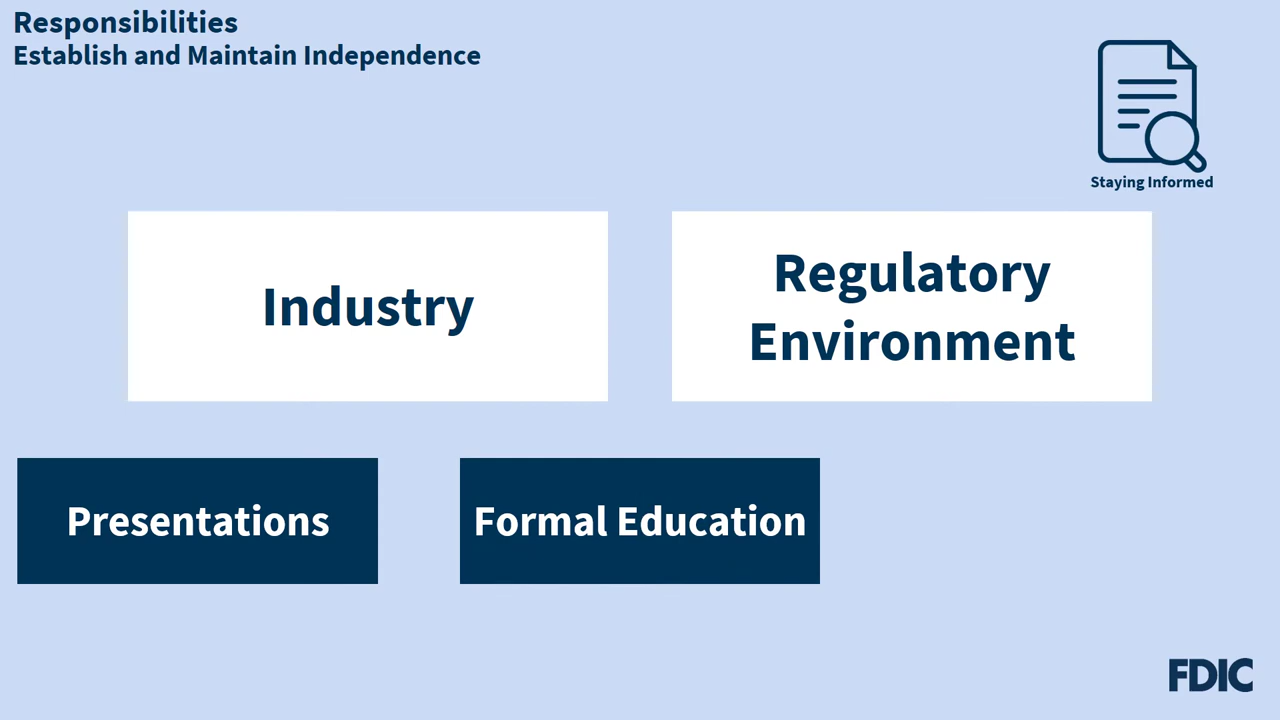 Responsibilities
Establish and Maintain Independence
Staying Informed
Industry
Regulatory
Environment
Presentations
Formal Education
FDIC